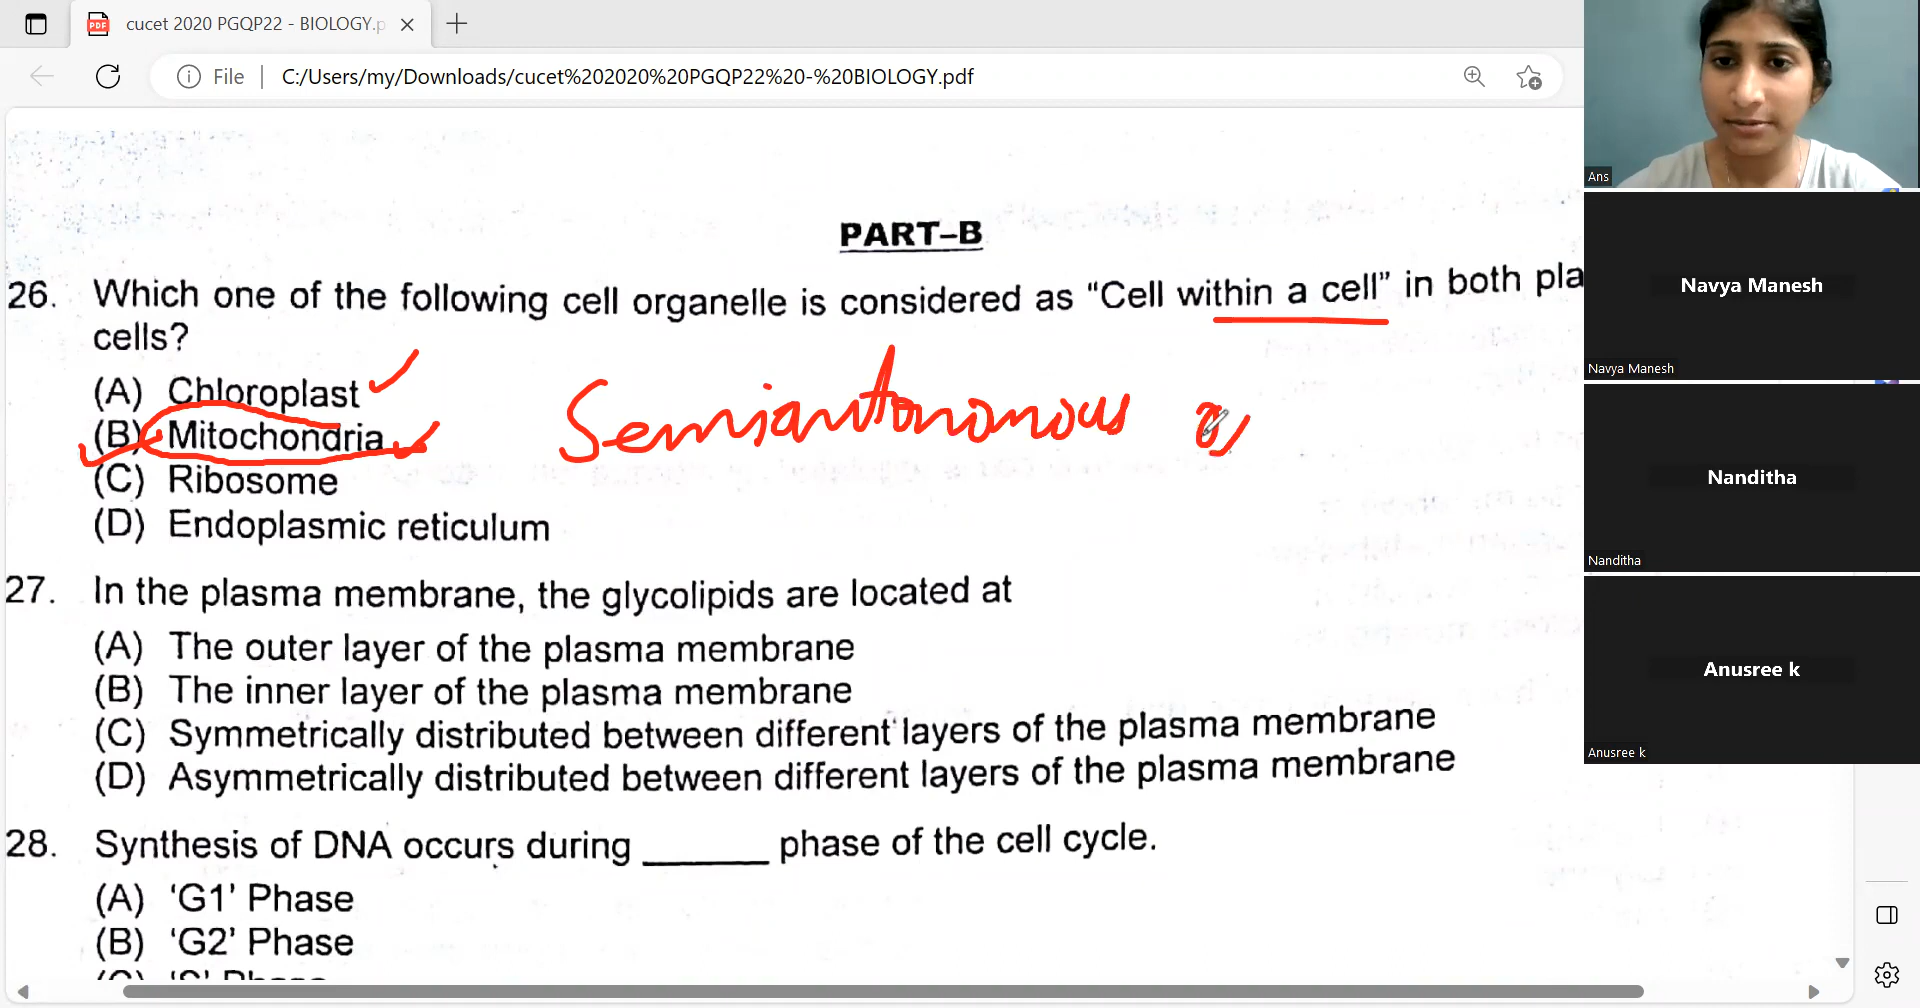 cucet 2020 PGQP22 - BIOLOGY.p
File
C:/Users/my/Downloads/cucet%202020%20PGQP22%20-%20BIOLOGY.pdf
PART-B
26. Which one of the following cell organelle is considered as “Cell within a cell” in both pla
cells?
(A) Chloroplast
(B) Mitochondria
Semiautonomous
(C) Ribosome
(D) Endoplasmic reticulum
27. In the plasma membrane, the glycolipids are located at
(A) The outer layer of the plasma membrane
(B) The inner layer of the plasma membrane
(C) Symmetrically distributed between different layers of the plasma membrane
(D) Asymmetrically distributed between different layers of the plasma membrane
28. Synthesis of DNA occurs during ______ phase of the cell cycle.
(A) ‘G1’ Phase
(B) ‘G2’ Phase
(C) ‘S’ Phase
Ans
Navya Manesh
Navya Manesh
Nanditha
Nanditha
Anusree k
Anusree k